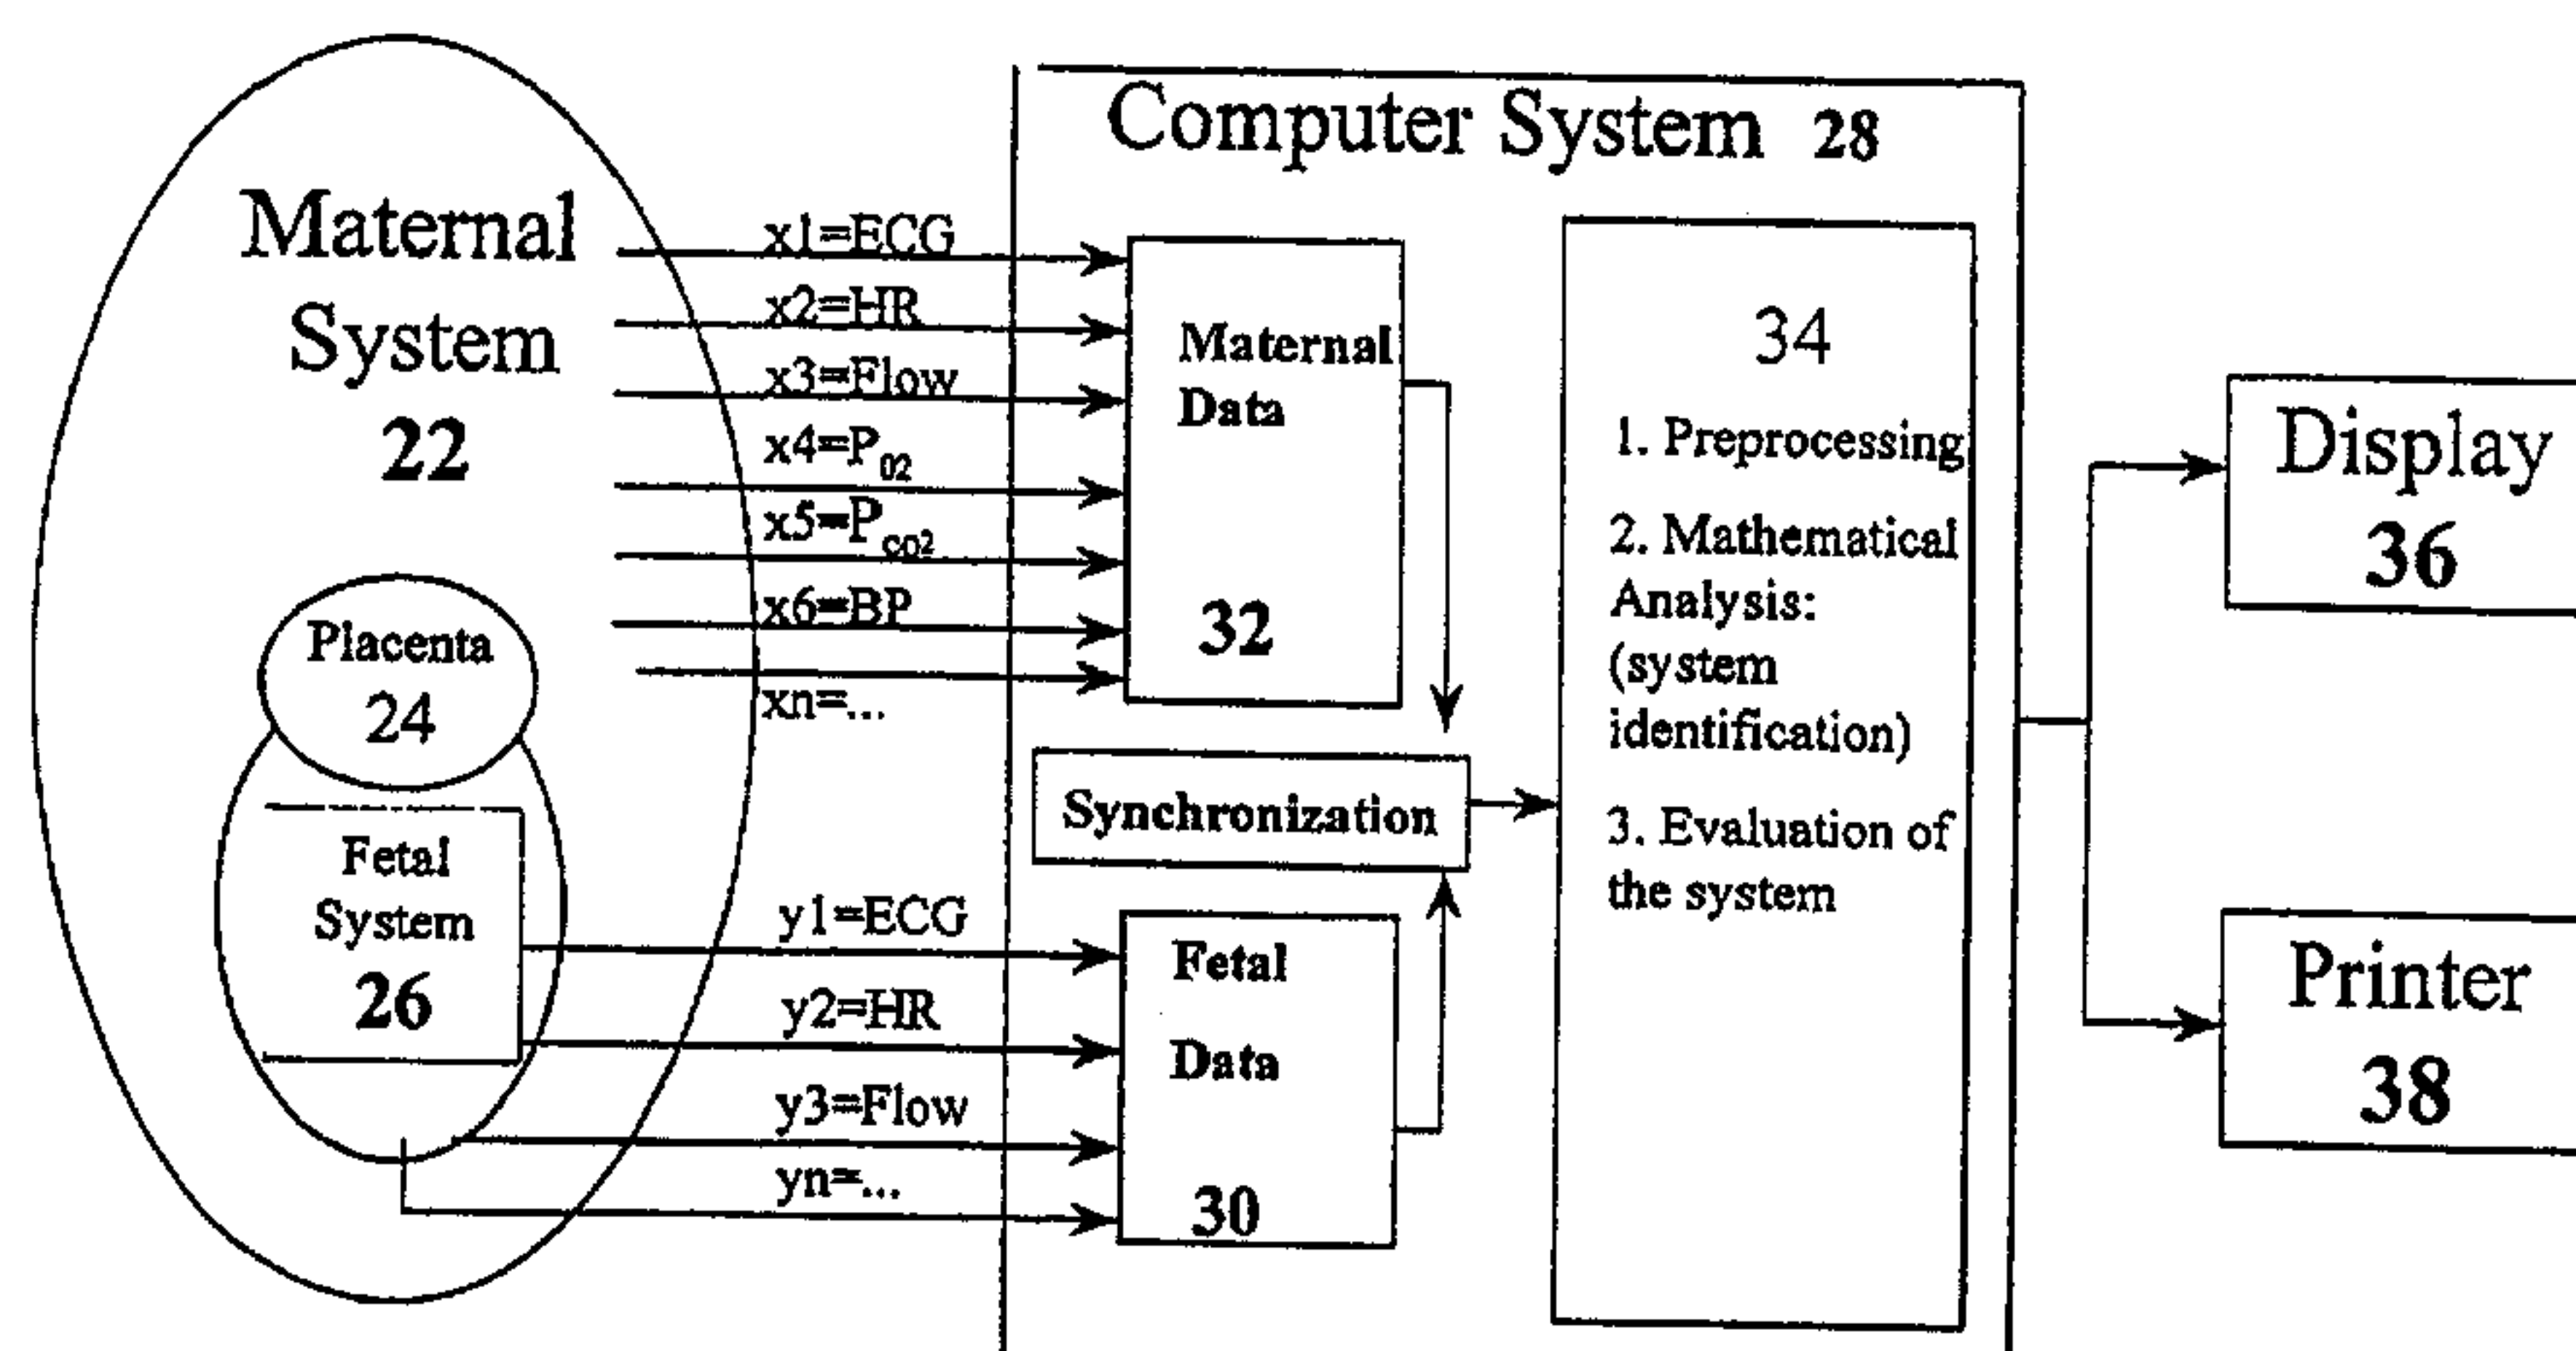 Computer System 28
Maternal
System
22
Placenta
24
Fetal
System
26
x1=ECG
x2=HR
x3=Flow
x4=P02
x5=Pco2
x6=BP
xn=...
y1=ECG
y2=HR
y3=Flow
yn=...
Maternal
Data
32
Synchronization
Fetal
Data
30
34
1. Preprocessing
2. Mathematical
Analysis:
(system
identification)
3. Evaluation of
the system
Display
36
Printer
38